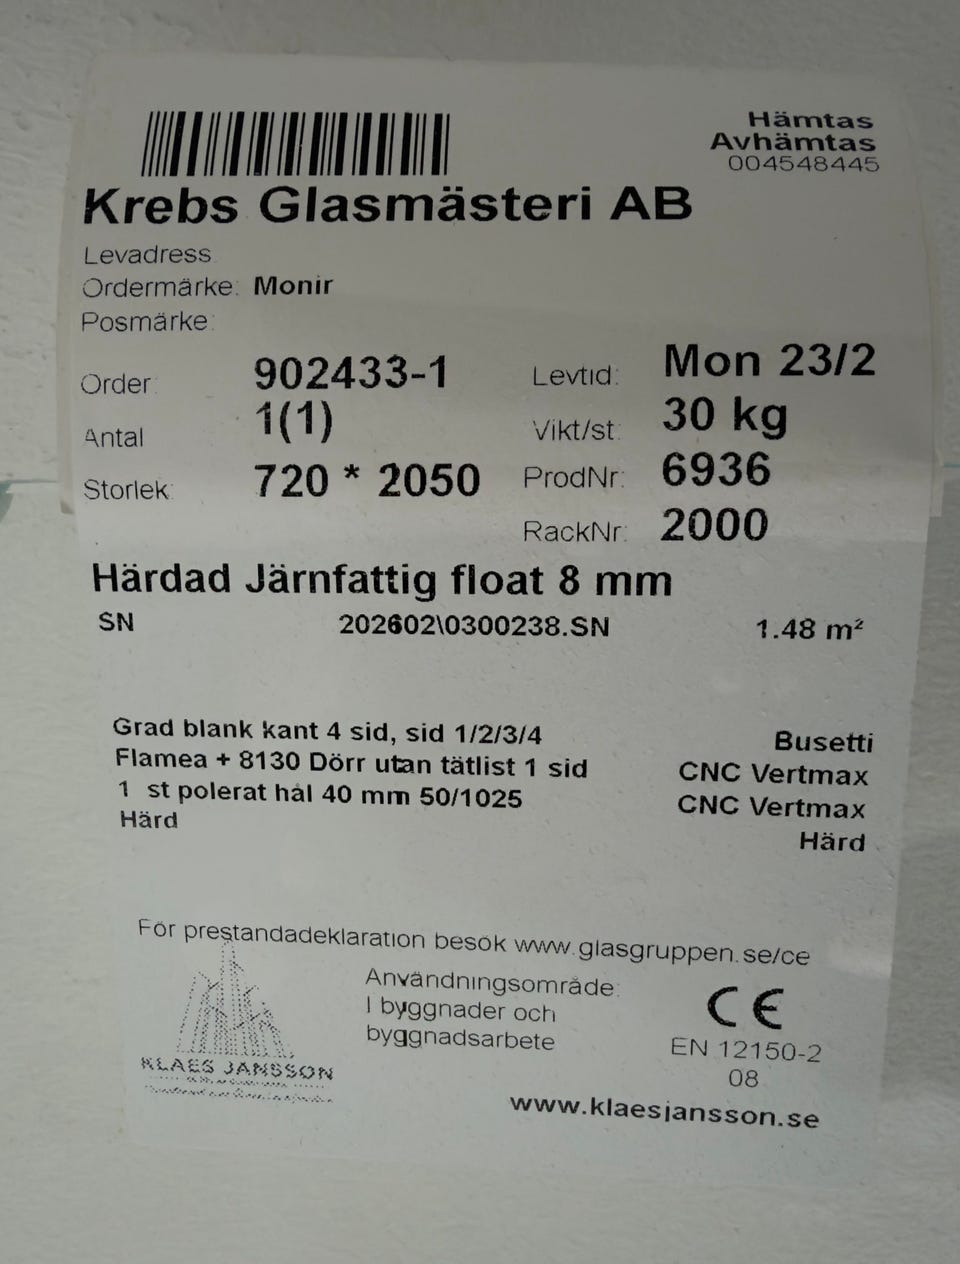 Hämtas
Avhämtas
004548445
Krebs Glasmästeri AB
Levadress
Ordermärke: Monir
Posmärke:
Order: 902433-1 Levtid: Mon 23/2
Antal 1(1) Vikt/st: 30 kg
Storlek: 720 * 2050 ProdNr: 6936
RackNr: 2000
Härdad Järnfattig float 8 mm
SN 202602\0300238.SN 1.48 m²
Grad blank kant 4 sid, sid 1/2/3/4 Busetti
Flamea + 8130 Dörr utan tätlist 1 sid CNC Vertmax
1 st polerat hål 40 mm 50/1025 CNC Vertmax
Härd Härd
För prestandadeklaration besök www.glasgruppen.se/ce
Användningsområde:
I byggnader och
byggnadsarbete
CE
EN 12150-2
08
KLAES JANSSON
www.klaesjansson.se